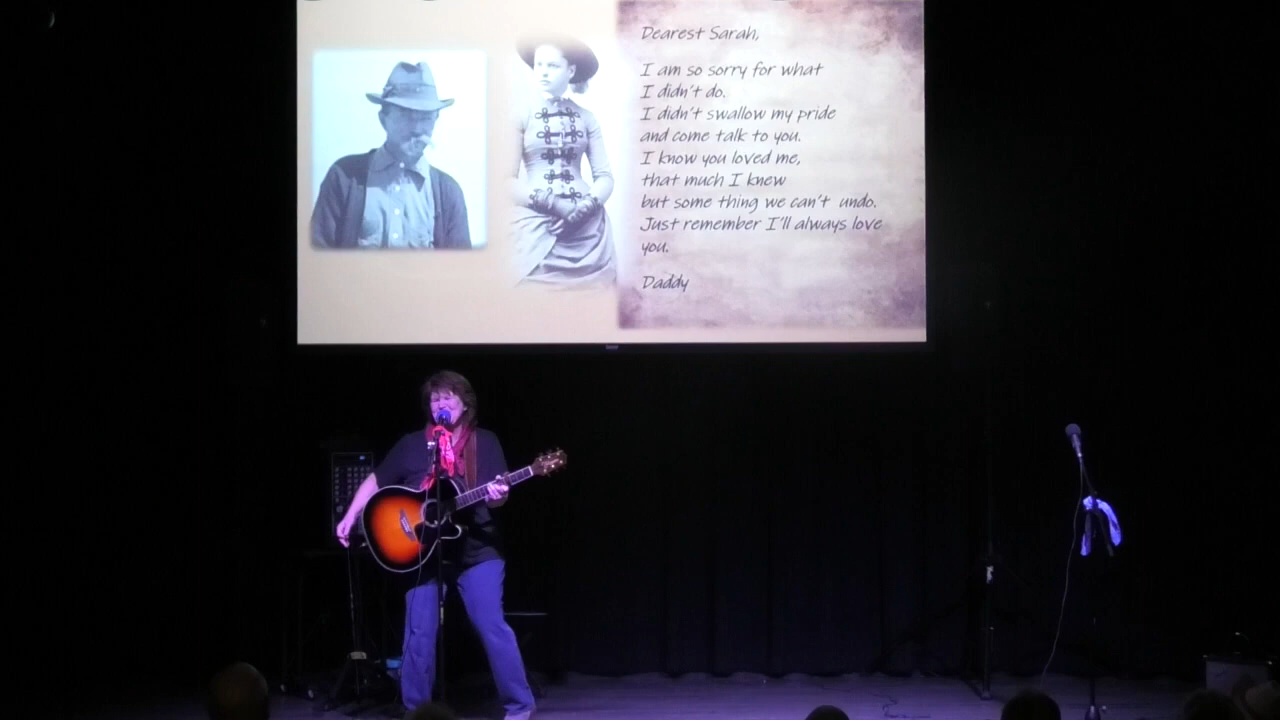 Dearest Sarah,
I am so sorry for what
I didn't do.
I didn't swallow my pride
and come talk to you.
I know you loved me,
that much I knew
but some thing we can't undo.
Just remember I'll always love
you.
Daddy